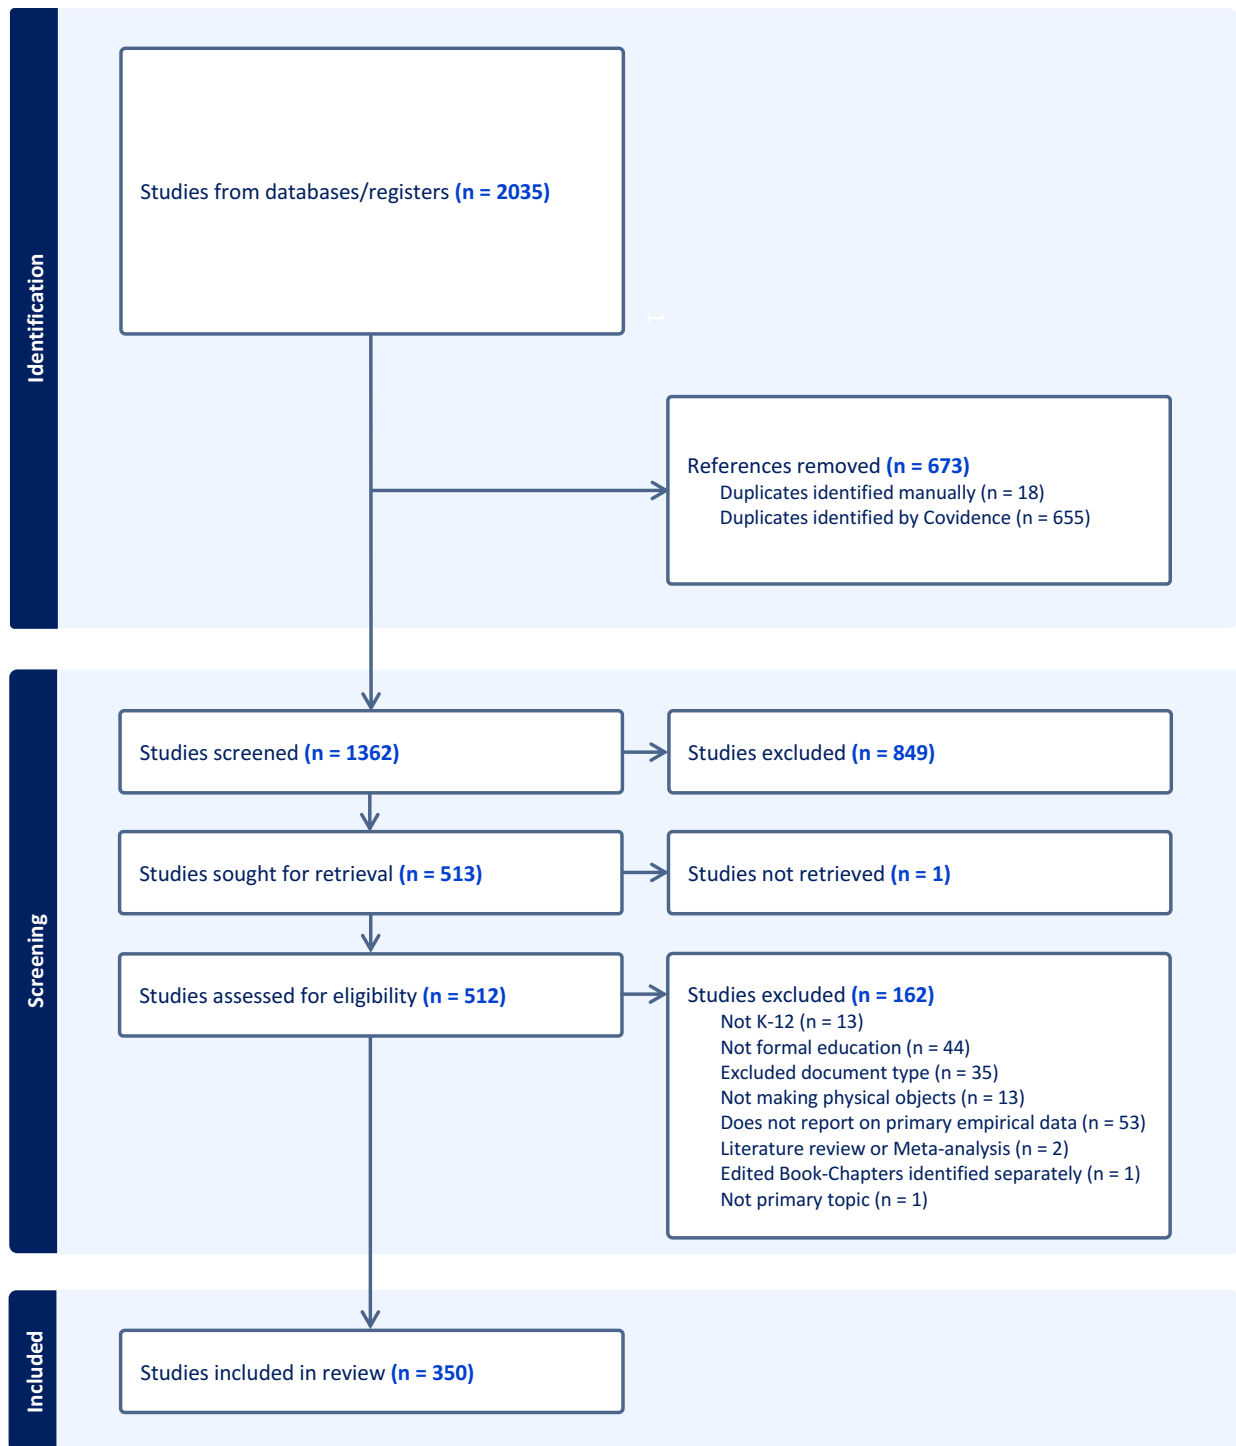 Identification
Studies from databases/registers (n = 2035)
1
References removed (n = 673)
Duplicates identified manually (n = 18)
Duplicates identified by Covidence (n = 655)
Screening
Studies screened (n = 1362)
Studies excluded (n = 849)
Studies sought for retrieval (n = 513)
Studies not retrieved (n = 1)
Studies assessed for eligibility (n = 512)
Studies excluded (n = 162)
Not K-12 (n = 13)
Not formal education (n = 44)
Excluded document type (n = 35)
Not making physical objects (n = 13)
Does not report on primary empirical data (n = 53)
Literature review or Meta-analysis (n = 2)
Edited Book-Chapters identified separately (n = 1)
Not primary topic (n = 1)
Included
Studies included in review (n = 350)